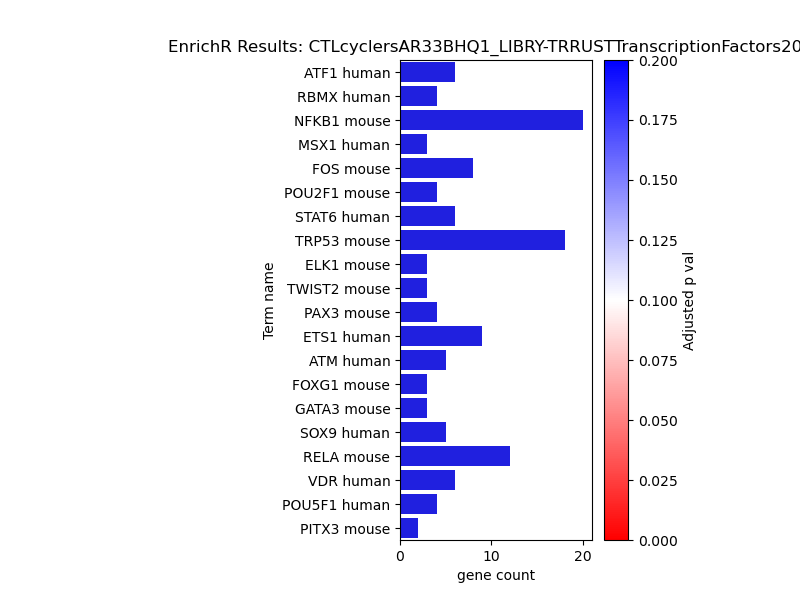 EnrichR Results: CTLcyclersAR33BHQ1_LIBRY-TRRUSTTranscriptionFactors20
ATF1 human
RBMX human
NFKB1 mouse
MSX1 human
FOS mouse
POU2F1 mouse
STAT6 human
TRP53 mouse
ELK1 mouse
TWIST2 mouse
PAX3 mouse
ETS1 human
ATM human
FOXG1 mouse
GATA3 mouse
SOX9 human
RELA mouse
VDR human
POU5F1 human
PITX3 mouse
Term name
0 10 20
gene count
0.200
0.175
0.150
0.125
0.100
0.075
0.050
0.025
0.000
Adjusted p val